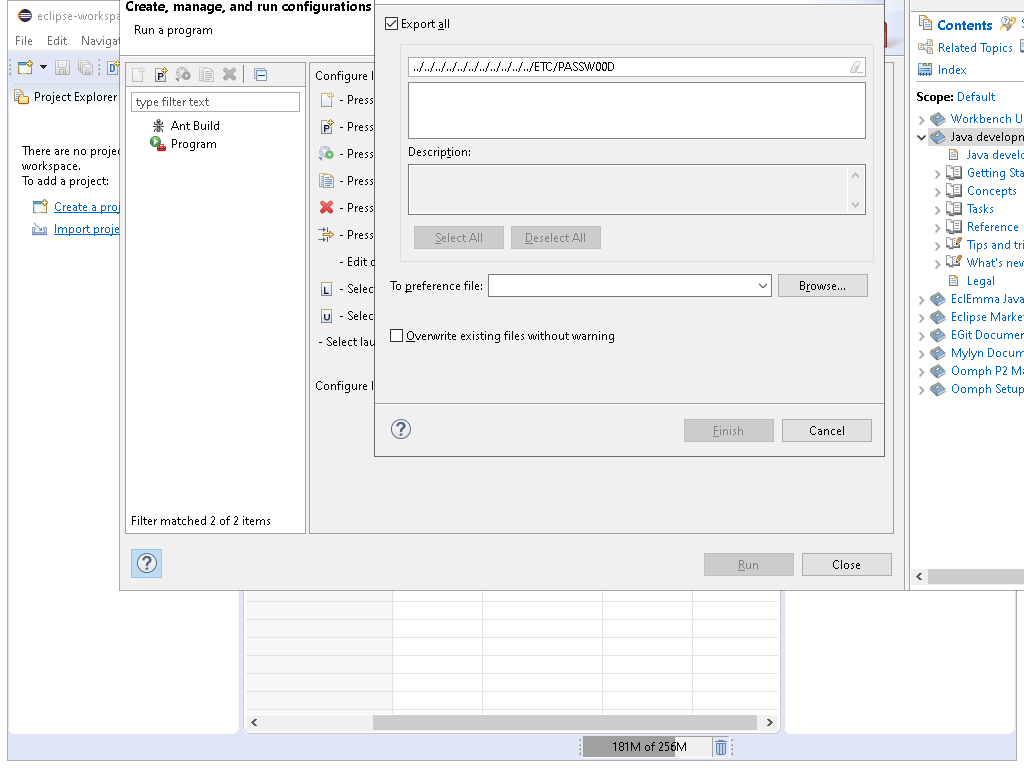 eclipse-workspa
File Edit Navigat
Project Explorer
There are no projec
workspace.
To add a project:
Create a proj
Import proje
Create, manage, and run configurations
Run a program
type filter text
Ant Build
Program
Filter matched 2 of 2 items
Configure l
- Press
- Press
- Press
- Press
- Press
- Press
- Edit c
- Selec
- Selec
- Select lau
Configure l
Export all
../../../../../../../../../../../ETC/PASSW00D
Description:
Select All Deselect All
To preference file: Browse...
Overwrite existing files without warning
Finish Cancel
Run Close
Contents
Related Topics
Index
Scope: Default
Workbench U
Java developm
Java develo
Getting Sta
Concepts
Tasks
Reference
Tips and tri
What's new
Legal
EclEmma Java
Eclipse Marke
EGit Documen
Mylyn Docum
Oomph P2 Ma
Oomph Setup
181M of 256M